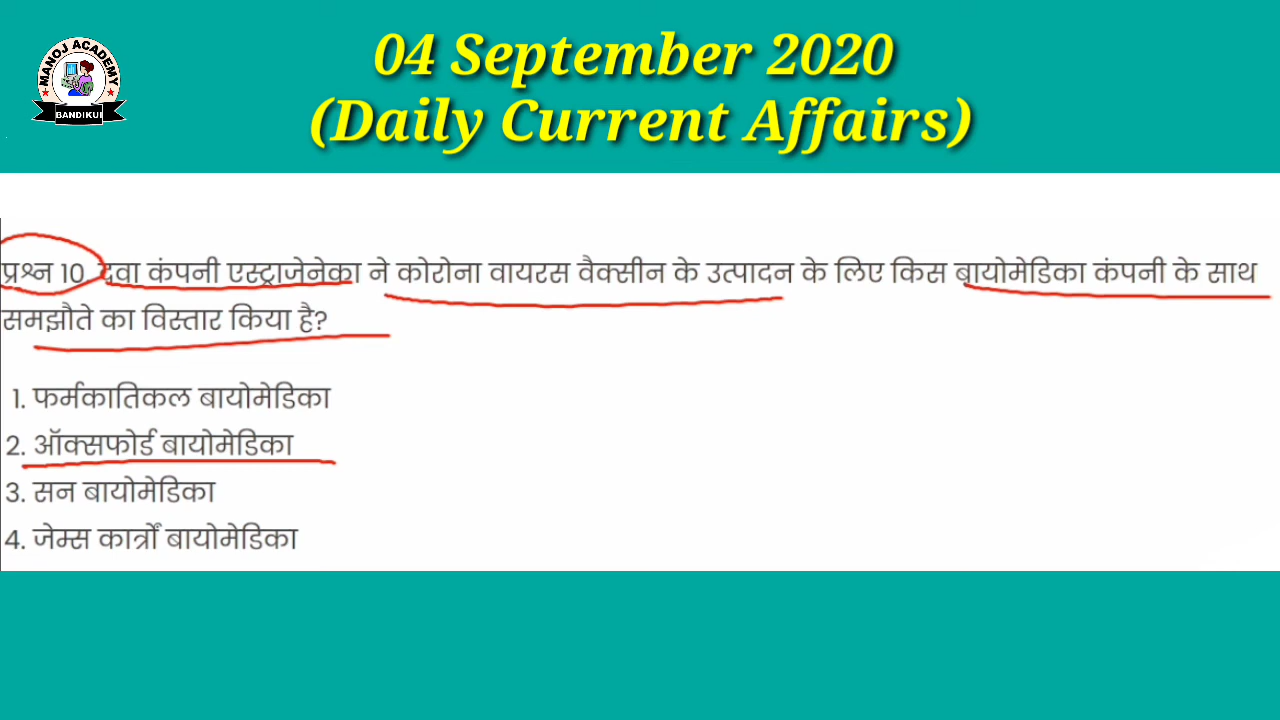 MANOJ ACADEMY
BANDIKUI
04 September 2020
(Daily Current Affairs)
प्रश्न 10 दवा कंपनी एस्ट्राजेनेका ने कोरोना वायरस वैक्सीन के उत्पादन के लिए किस बायोमेडिका कंपनी के साथ
समझौते का विस्तार किया है?
1. फर्मकातिकल बायोमेडिका
2. ऑक्सफोर्ड बायोमेडिका
3. सन बायोमेडिका
4. जेम्स कार्त्रों बायोमेडिका